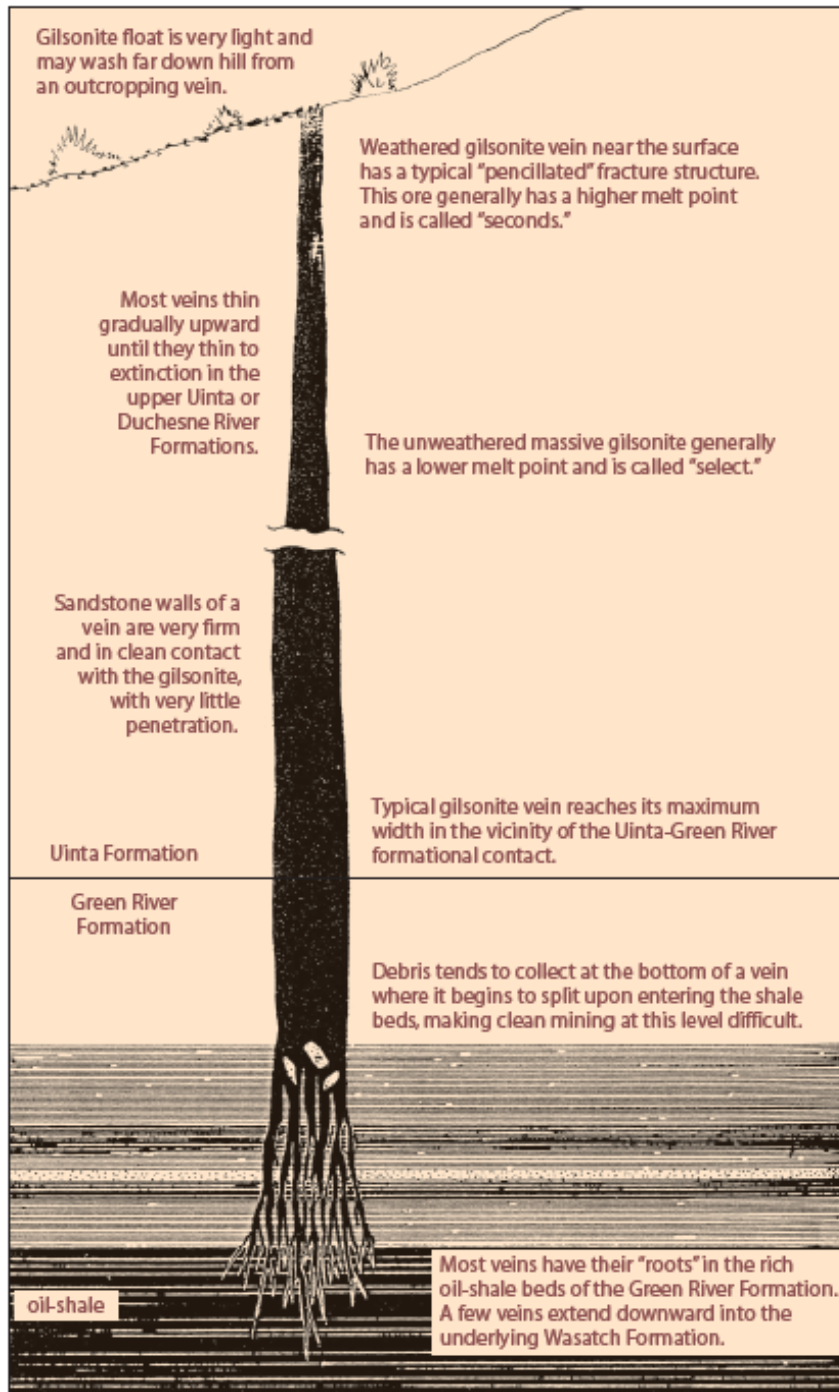 Gilsonite float is very light and
may wash far down hill from
an outcropping vein.
Weathered gilsonite vein near the surface
has a typical "pencillated" fracture structure.
This ore generally has a higher melt point
and is called "seconds."
Most veins thin
gradually upward
until they thin to
extinction in the
upper Uinta or
Duchesne River
Formations.
The unweathered massive gilsonite generally
has a lower melt point and is called "select."
Sandstone walls of a
vein are very firm
and in clean contact
with the gilsonite,
with very little
penetration.
Typical gilsonite vein reaches its maximum
width in the vicinity of the Uinta-Green River
formational contact.
Uinta Formation
Green River
Formation
Debris tends to collect at the bottom of a vein
where it begins to split upon entering the shale
beds, making clean mining at this level difficult.
Most veins have their "roots" in the rich
oil-shale beds of the Green River Formation.
A few veins extend downward into the
underlying Wasatch Formation.
oil-shale